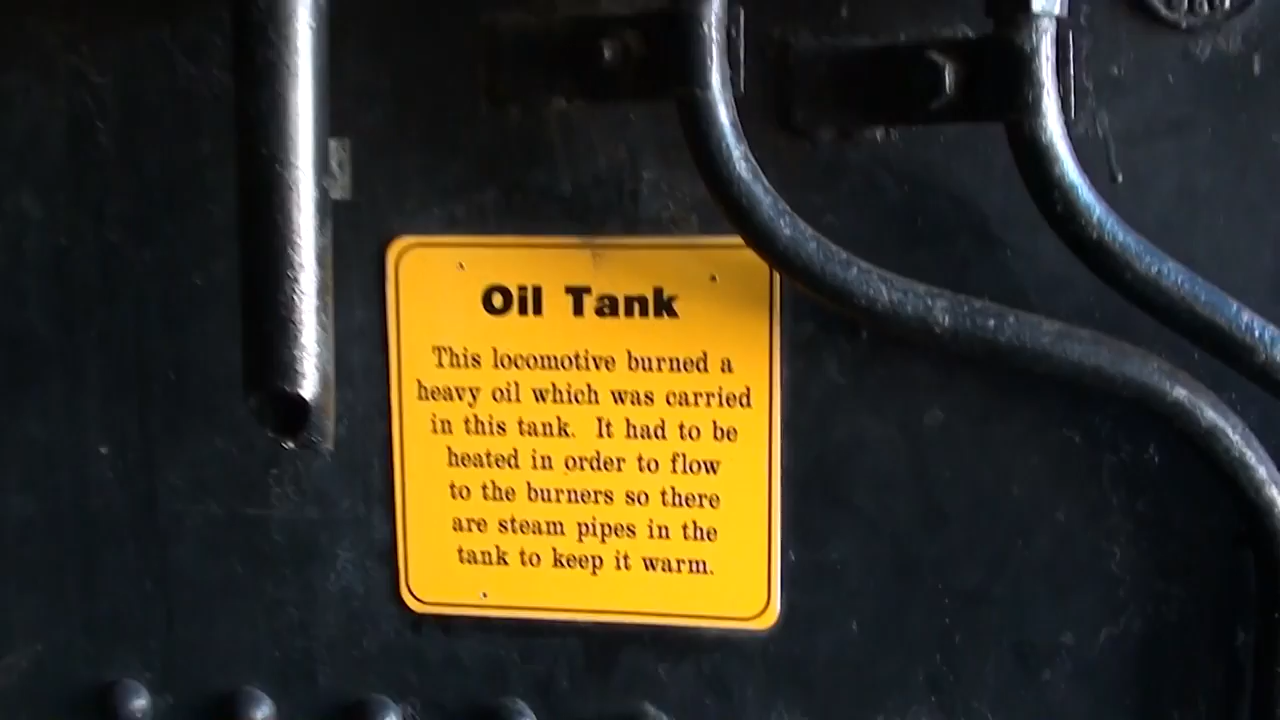 Oil Tank
This locomotive burned a
heavy oil which was carried
in this tank. It had to be
heated in order to flow
to the burners so there
are steam pipes in the
tank to keep it warm.